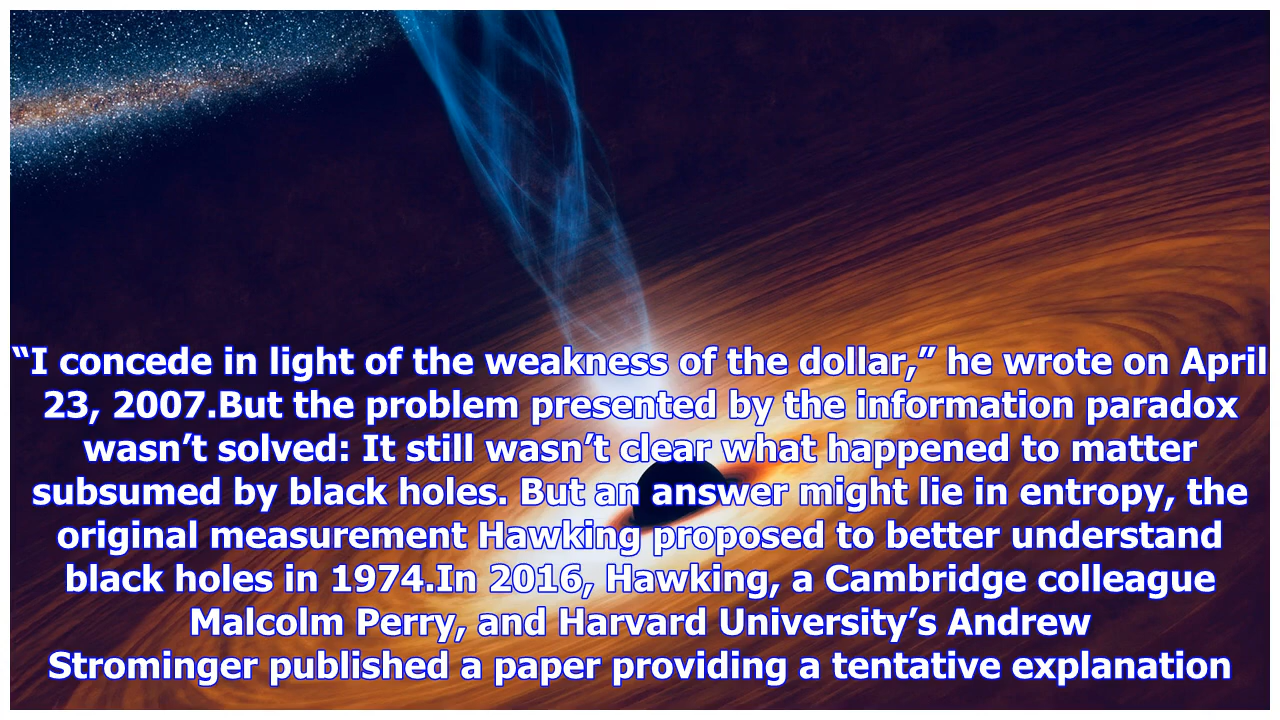 “I concede in light of the weakness of the dollar,” he wrote on April
23, 2007.But the problem presented by the information paradox
wasn’t solved: It still wasn’t clear what happened to matter
subsumed by black holes. But an answer might lie in entropy, the
original measurement Hawking proposed to better understand
black holes in 1974.In 2016, Hawking, a Cambridge colleague
Malcolm Perry, and Harvard University’s Andrew
Strominger published a paper providing a tentative explanation